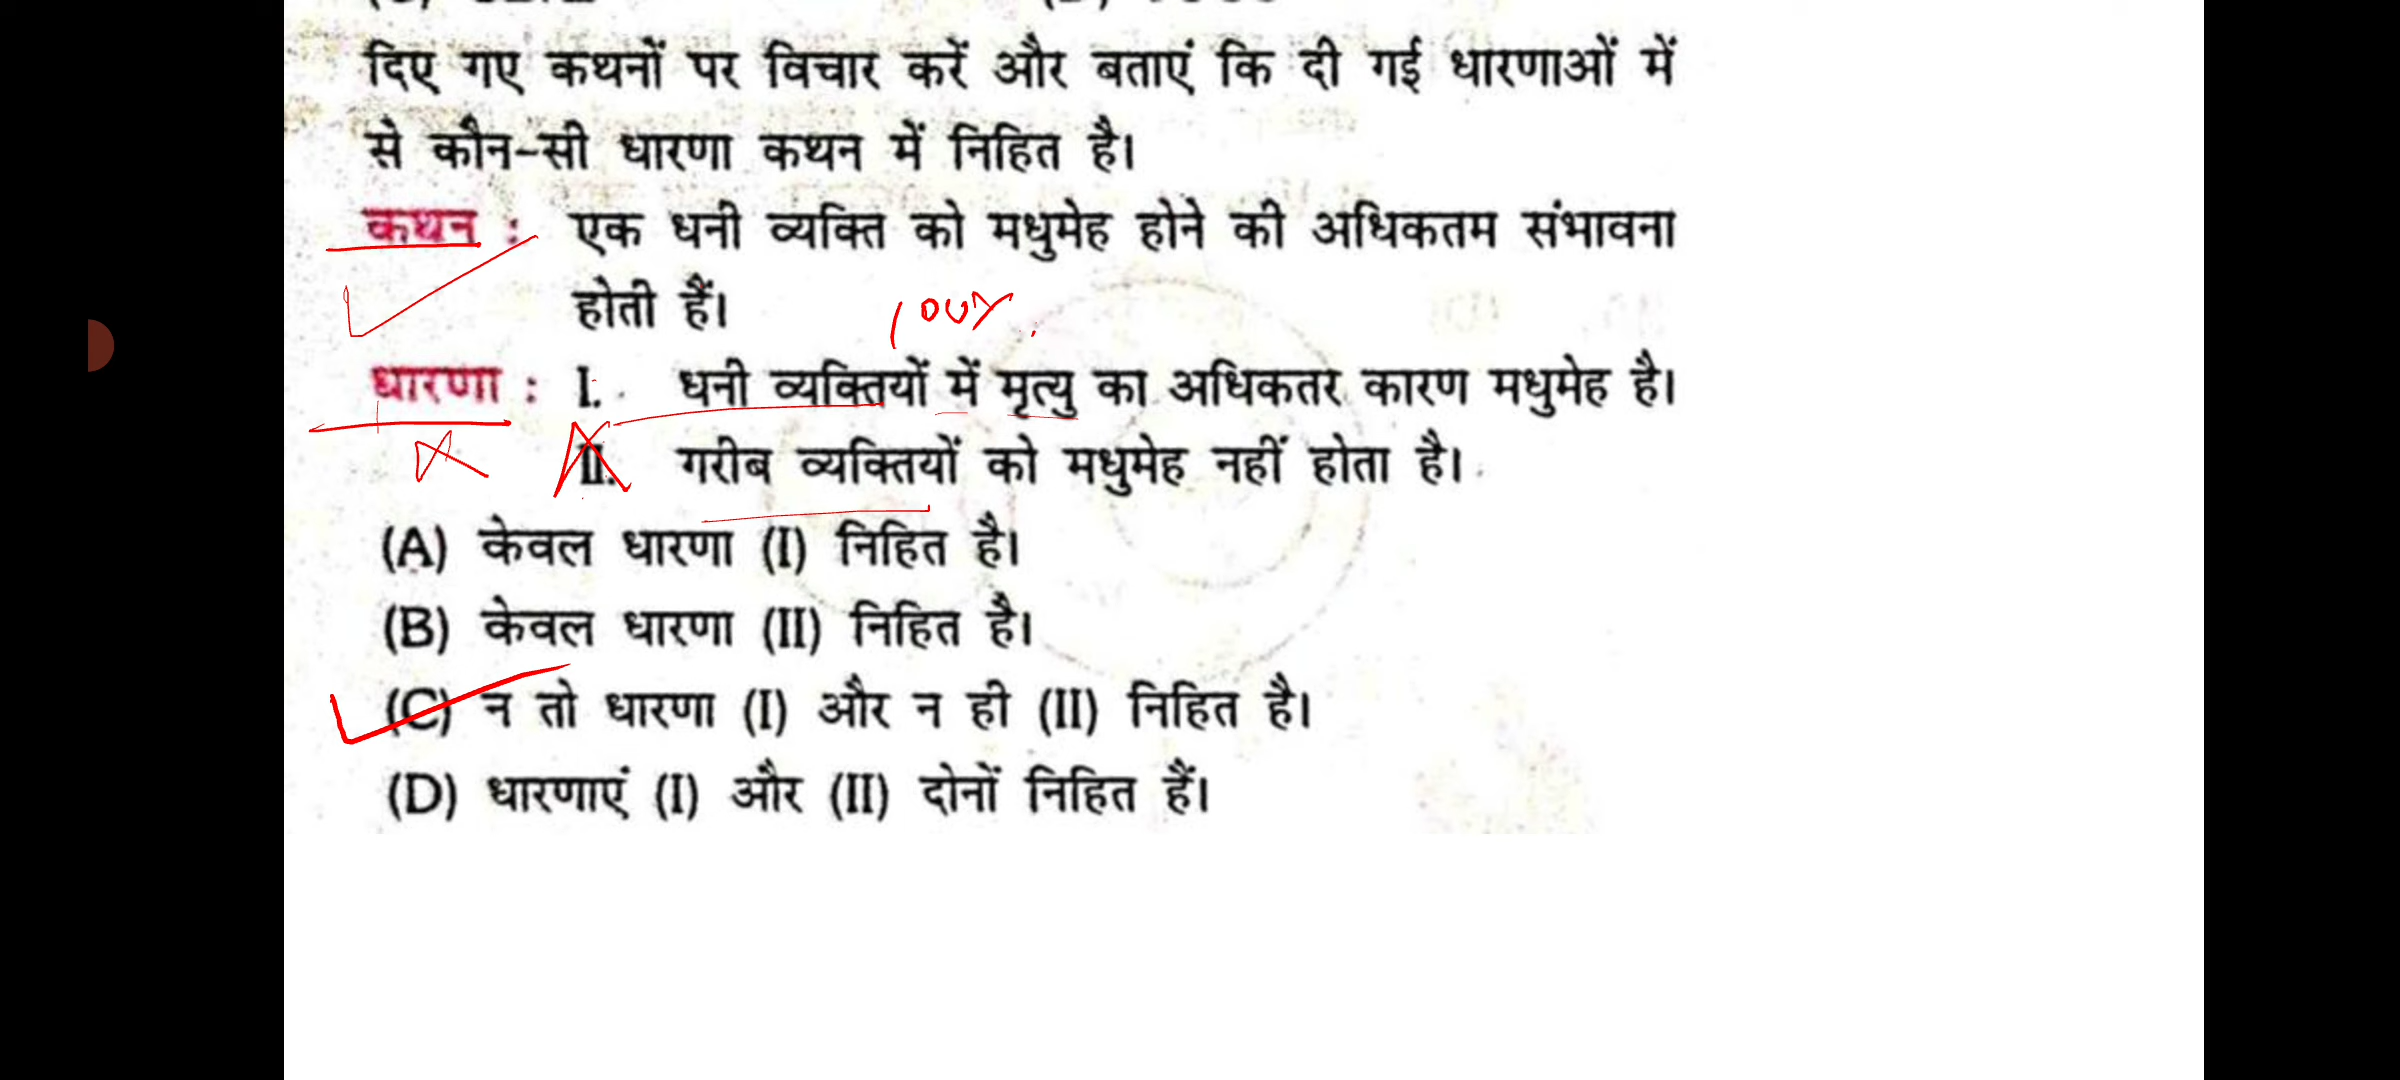 दिए गए कथनों पर विचार करें और बताएं कि दी गई धारणाओं में
से कौन-सी धारणा कथन में निहित है।
कथन : एक धनी व्यक्ति को मधुमेह होने की अधिकतम संभावना
होती हैं।
100%
धारणा : I. धनी व्यक्तियों में मृत्यु का अधिकतर कारण मधुमेह है।
II. गरीब व्यक्तियों को मधुमेह नहीं होता है।
(A) केवल धारणा (I) निहित है।
(B) केवल धारणा (II) निहित है।
(C) न तो धारणा (I) और न ही (II) निहित है।
(D) धारणाएं (I) और (II) दोनों निहित हैं।